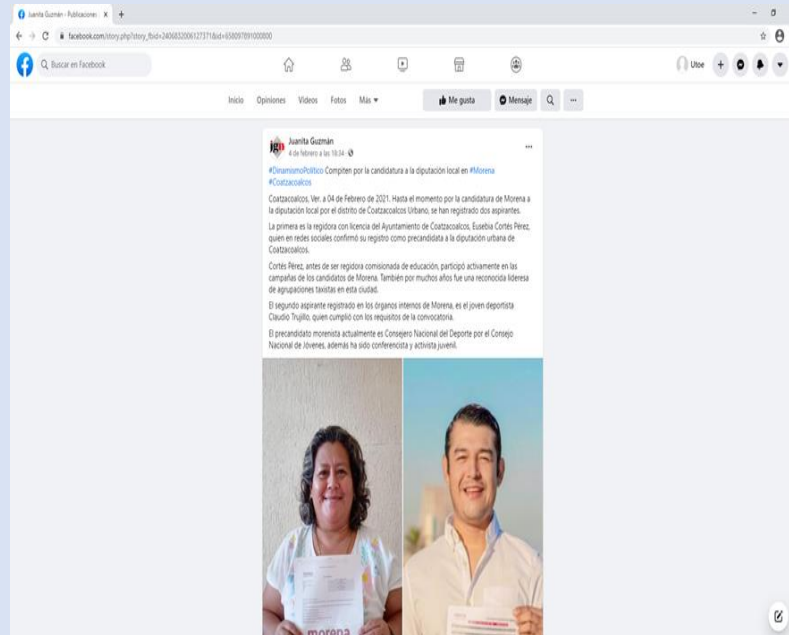 Juanita Guzmán - Publicaciones
facebook.com/story.php?story_fbid=2406832006127371&id=658097891000800
Buscar en Facebook
Utoe
Inicio Opiniones Videos Fotos Más Me gusta Mensaje
jgn Juanita Guzmán
4 de febrero a las 18:34
#DinamismoPolítico Compiten por la candidatura a la diputación local en #Morena
#Coatzacoalcos
Coatzacoalcos, Ver. a 04 de Febrero de 2021. Hasta el momento por la candidatura de Morena a
la diputación local por el distrito de Coatzacoalcos Urbano, se han registrado dos aspirantes.
La primera es la regidora con licencia del Ayuntamiento de Coatzacoalcos, Eusebia Cortés Pérez,
quien en redes sociales confirmó su registro como precandidata a la diputación urbana de
Coatzacoalcos.
Cortés Pérez, antes de ser regidora comisionada de educación, participó activamente en las
campañas de los candidatos de Morena. También por muchos años fue una reconocida lideresa
de agrupaciones taxistas en esta ciudad.
El segundo aspirante registrado en los órganos internos de Morena, es el joven deportista
Claudio Trujillo, quien cumplió con los requisitos de la convocatoria.
El precandidato morenista actualmente es Consejero Nacional del Deporte por el Consejo
Nacional de Jóvenes, además ha sido conferencista y activista juvenil.
morena